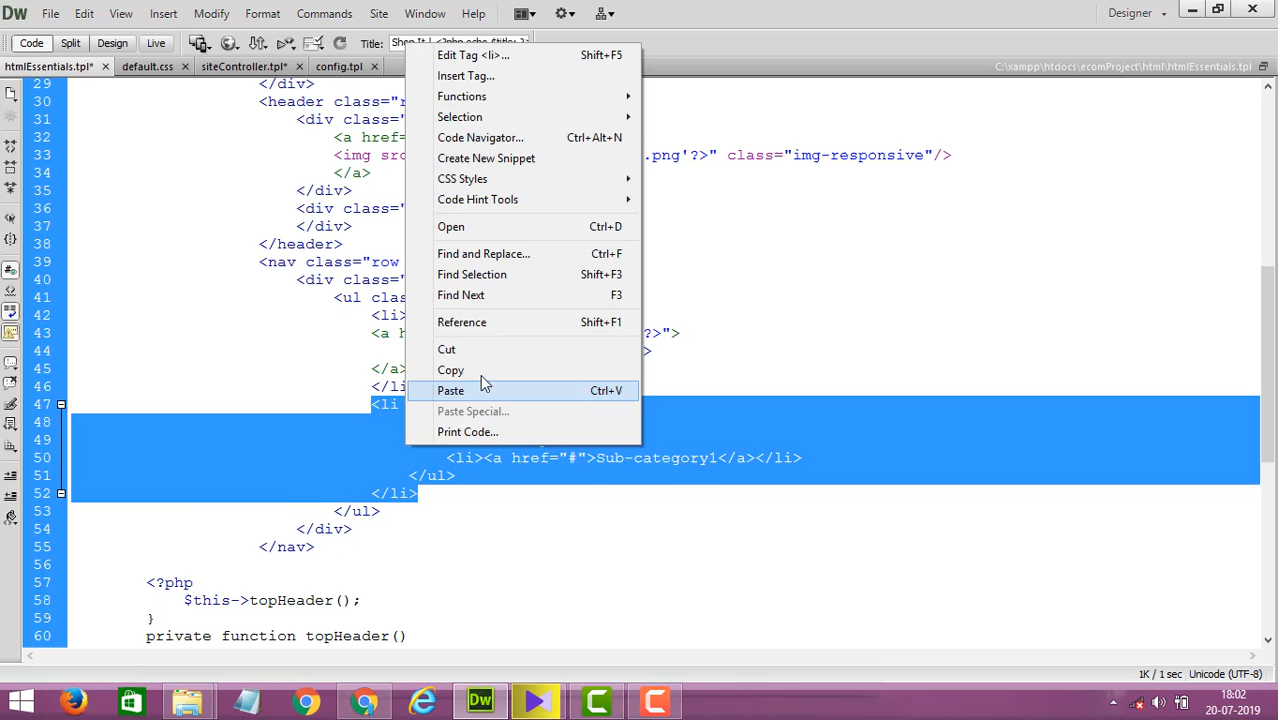 Dw File Edit View Insert Modify Format Commands Site Window Help Designer
Code Split Design Live Title:
htmlEssentials.tpl* × default.css × siteController.tpl* × config.tpl × C:\xampp\htdocs\ecomProject\html\htmlEssentials.tpl
Edit Tag <li>... Shift+F5
Insert Tag...
Functions
Selection
Code Navigator... Ctrl+Alt+N
Create New Snippet
CSS Styles
Code Hint Tools
Open Ctrl+D
Find and Replace... Ctrl+F
Find Selection Shift+F3
Find Next F3
Reference Shift+F1
Cut
Copy
Paste Ctrl+V
Paste Special...
Print Code...
29 </div>
30 <header class="r
31 <div class="
32 <a href=
33 <img src .png'?>" class="img-responsive"/>
34 </a>
35 </div>
36 <div class="
37 </div>
38 </header>
39 <nav class="row
40 <div class="
41 <ul clas
42 <li>
43 <a h ?>">
44 >
45 </a>
46 </li
47 <li
48
49
50 <li><a href="#">Sub-category1</a></li>
51 </ul>
52 </li>
53 </ul>
54 </div>
55 </nav>
56
57 <?php
58 $this->topHeader();
59 }
60 private function topHeader()
1K / 1 sec Unicode (UTF-8)
Dw
18:02
20-07-2019